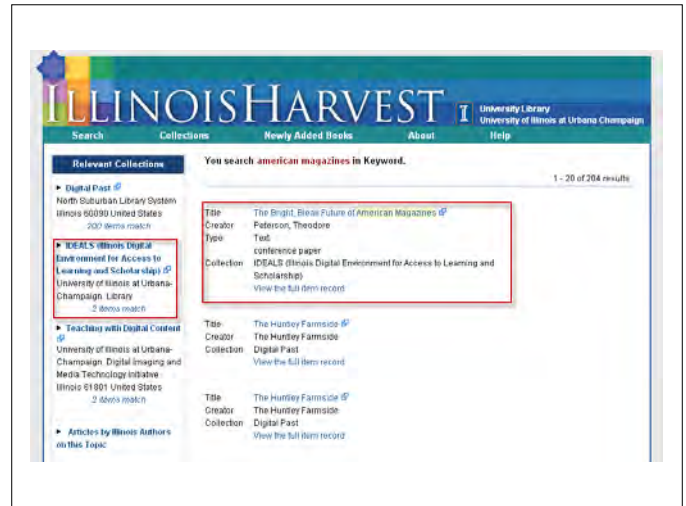 ILLINOIS HARVEST
I University Library
University of Illinois at Urbana Champaign
Search Collections Newly Added Books About Help
Relevant Collections
► Digital Past
North Suburban Library System
Illinois 60090 United States
200 items match
► IDEALS (Illinois Digital
Environment for Access to
Learning and Scholarship)
University of Illinois at Urbana-
Champaign. Library
2 items match
► Teaching with Digital Content
University of Illinois at Urbana-
Champaign. Digital Imaging and
Media Technology Initiative
Illinois 61801 United States
2 items match
► Articles by Illinois Authors
on this Topic
You search american magazines in Keyword.
1 - 20 of 204 results
Title The Bright, Bleak Future of American Magazines
Creator Peterson, Theodore
Type Text
conference paper
Collection IDEALS (Illinois Digital Environment for Access to Learning and
Scholarship)
View the full item record
Title The Huntley Farmside
Creator The Huntley Farmside
Collection Digital Past
View the full item record
Title The Huntley Farmside
Creator The Huntley Farmside
Collection Digital Past
View the full item record